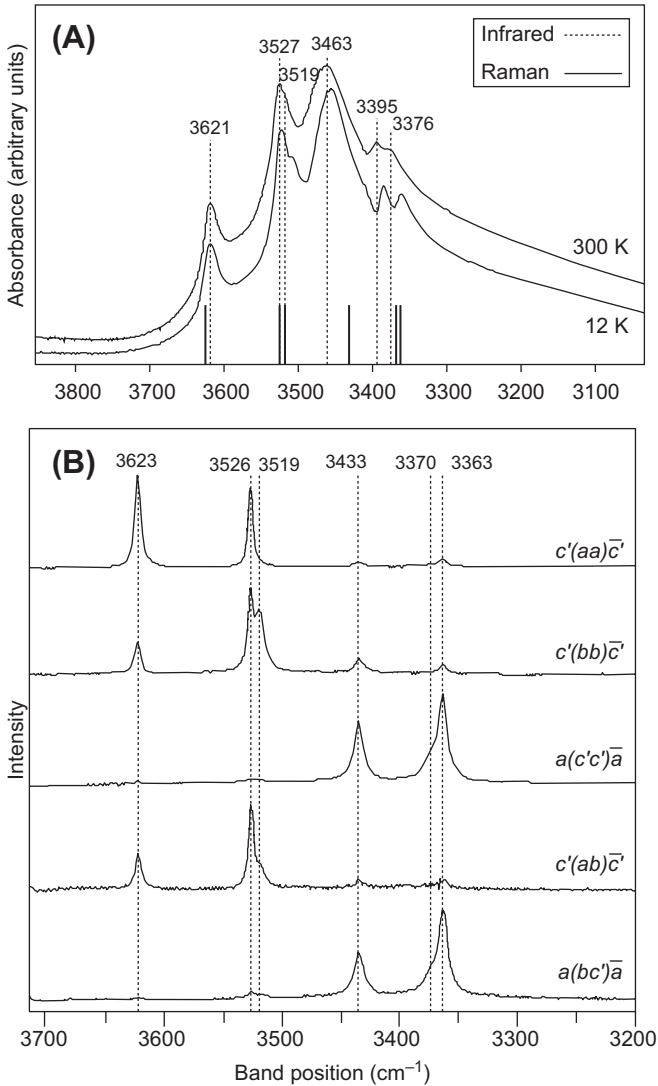 (A)
Infrared
Raman
3527
3463
3519
3395
3376
3621
300 K
12 K
Absorbance (arbitrary units)
3800 3700 3600 3500 3400 3300 3200 3100
(B)
3623
3526
3519
3433
3370
3363
c'(aa)c̅'
c'(bb)c̅'
a(c'c')a̅
c'(ab)c̅'
a(bc')a̅
Intensity
3700 3600 3500 3400 3300 3200
Band position (cm⁻¹)